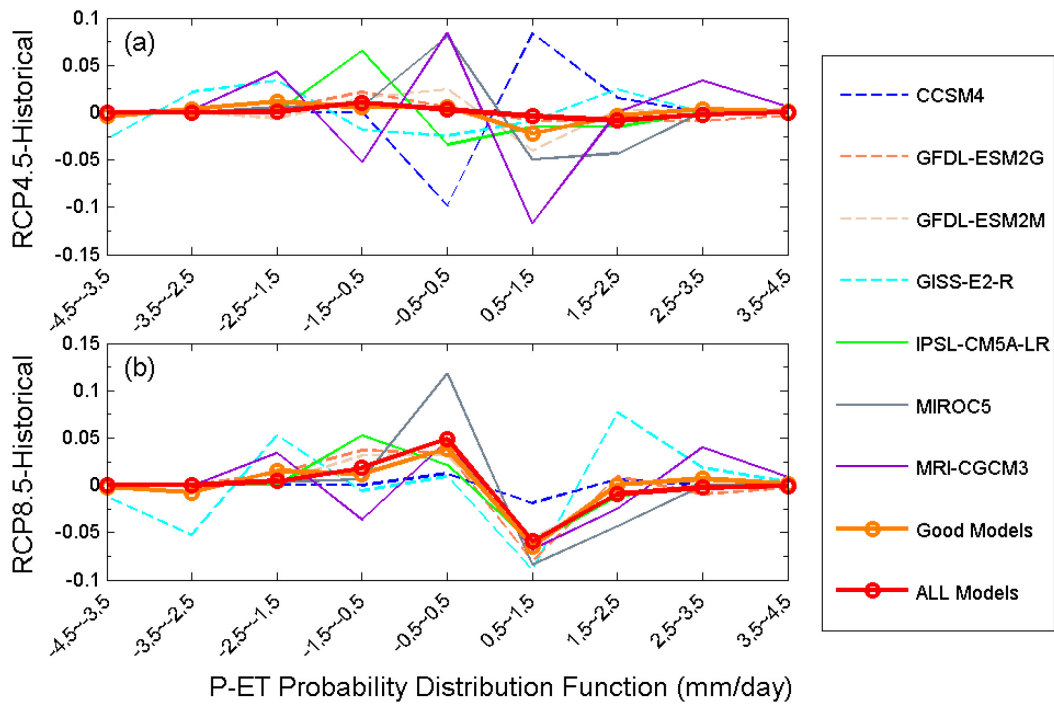 0.1
(a)
0.05
0
-0.05
-0.1
-0.15
RCP4.5-Historical
-4.5~-3.5
-3.5~-2.5
-2.5~-1.5
-1.5~-0.5
-0.5~0.5
0.5~1.5
1.5~2.5
2.5~3.5
3.5~4.5
0.15
(b)
0.1
0.05
0
-0.05
-0.1
RCP8.5-Historical
-4.5~-3.5
-3.5~-2.5
-2.5~-1.5
-1.5~-0.5
-0.5~0.5
0.5~1.5
1.5~2.5
2.5~3.5
3.5~4.5
P-ET Probability Distribution Function (mm/day)
CCSM4
GFDL-ESM2G
GFDL-ESM2M
GISS-E2-R
IPSL-CM5A-LR
MIROC5
MRI-CGCM3
Good Models
ALL Models